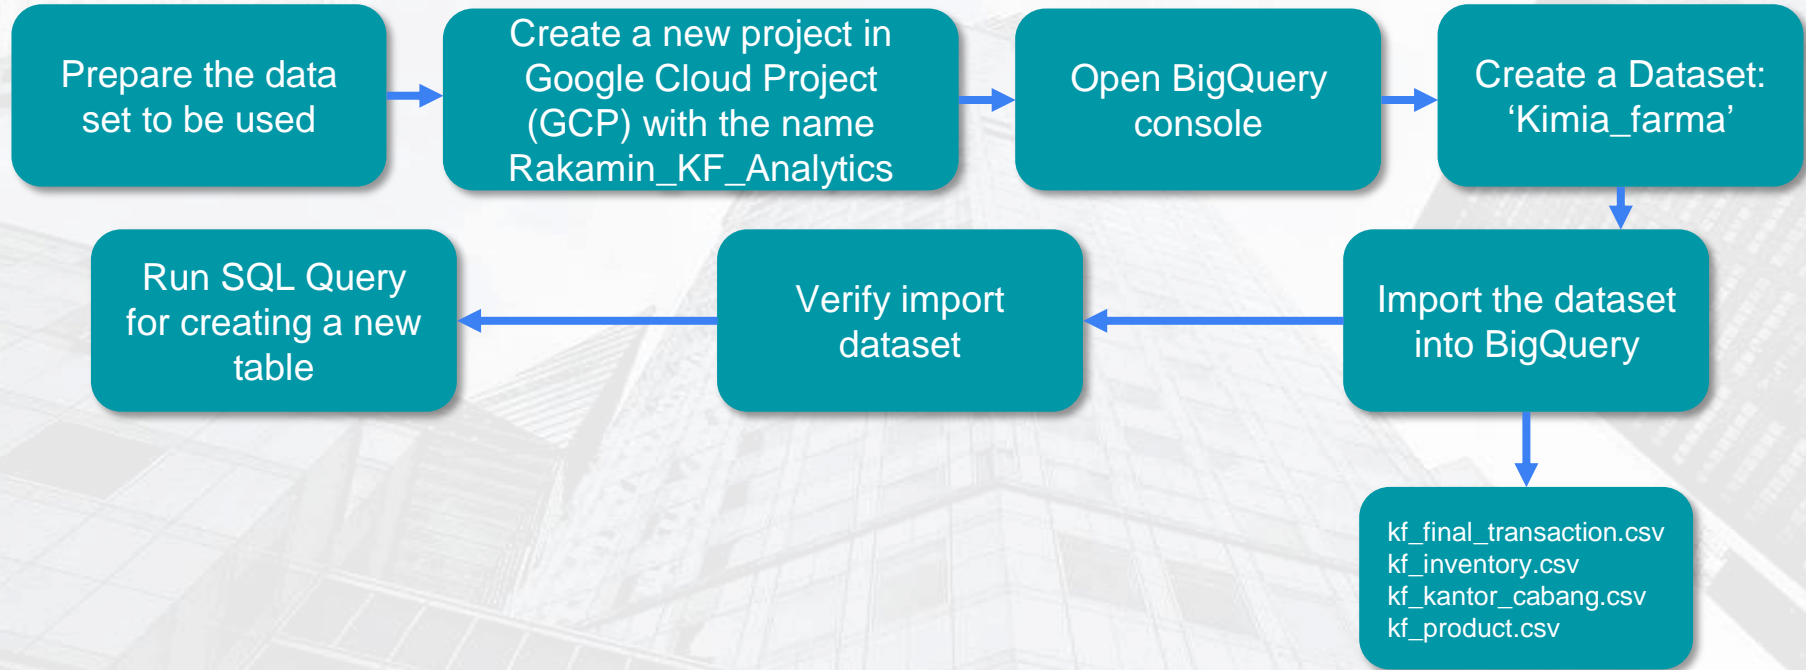 Prepare the data
set to be used
Create a new project in
Google Cloud Project
(GCP) with the name
Rakamin_KF_Analytics
Open BigQuery
console
Create a Dataset:
‘Kimia_farma’
Import the dataset
into BigQuery
Verify import
dataset
Run SQL Query
for creating a new
table
kf_final_transaction.csv
kf_inventory.csv
kf_kantor_cabang.csv
kf_product.csv